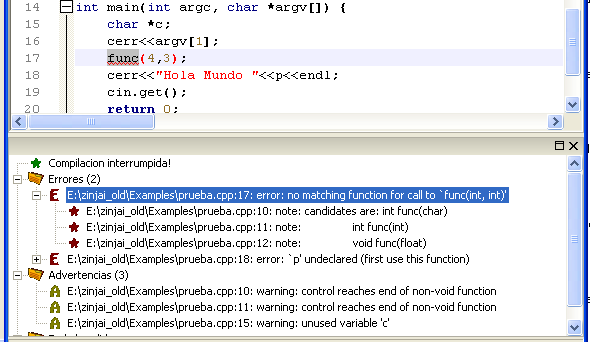 14 int main(int argc, char *argv[]) {
15 char *c;
16 cerr<<argv[1];
17 func(4,3);
18 cerr<<"Hola Mundo "<<p<<endl;
19 cin.get();
20 return 0;
Compilacion interrumpida!
Errores (2)
E:\zinjai_old\Examples\prueba.cpp:17: error: no matching function for call to `func(int, int)'
E:\zinjai_old\Examples\prueba.cpp:10: note: candidates are: int func(char)
E:\zinjai_old\Examples\prueba.cpp:11: note: int func(int)
E:\zinjai_old\Examples\prueba.cpp:12: note: void func(float)
E:\zinjai_old\Examples\prueba.cpp:18: error: `p' undeclared (first use this function)
Advertencias (3)
E:\zinjai_old\Examples\prueba.cpp:10: warning: control reaches end of non-void function
E:\zinjai_old\Examples\prueba.cpp:11: warning: control reaches end of non-void function
E:\zinjai_old\Examples\prueba.cpp:15: warning: unused variable 'c'